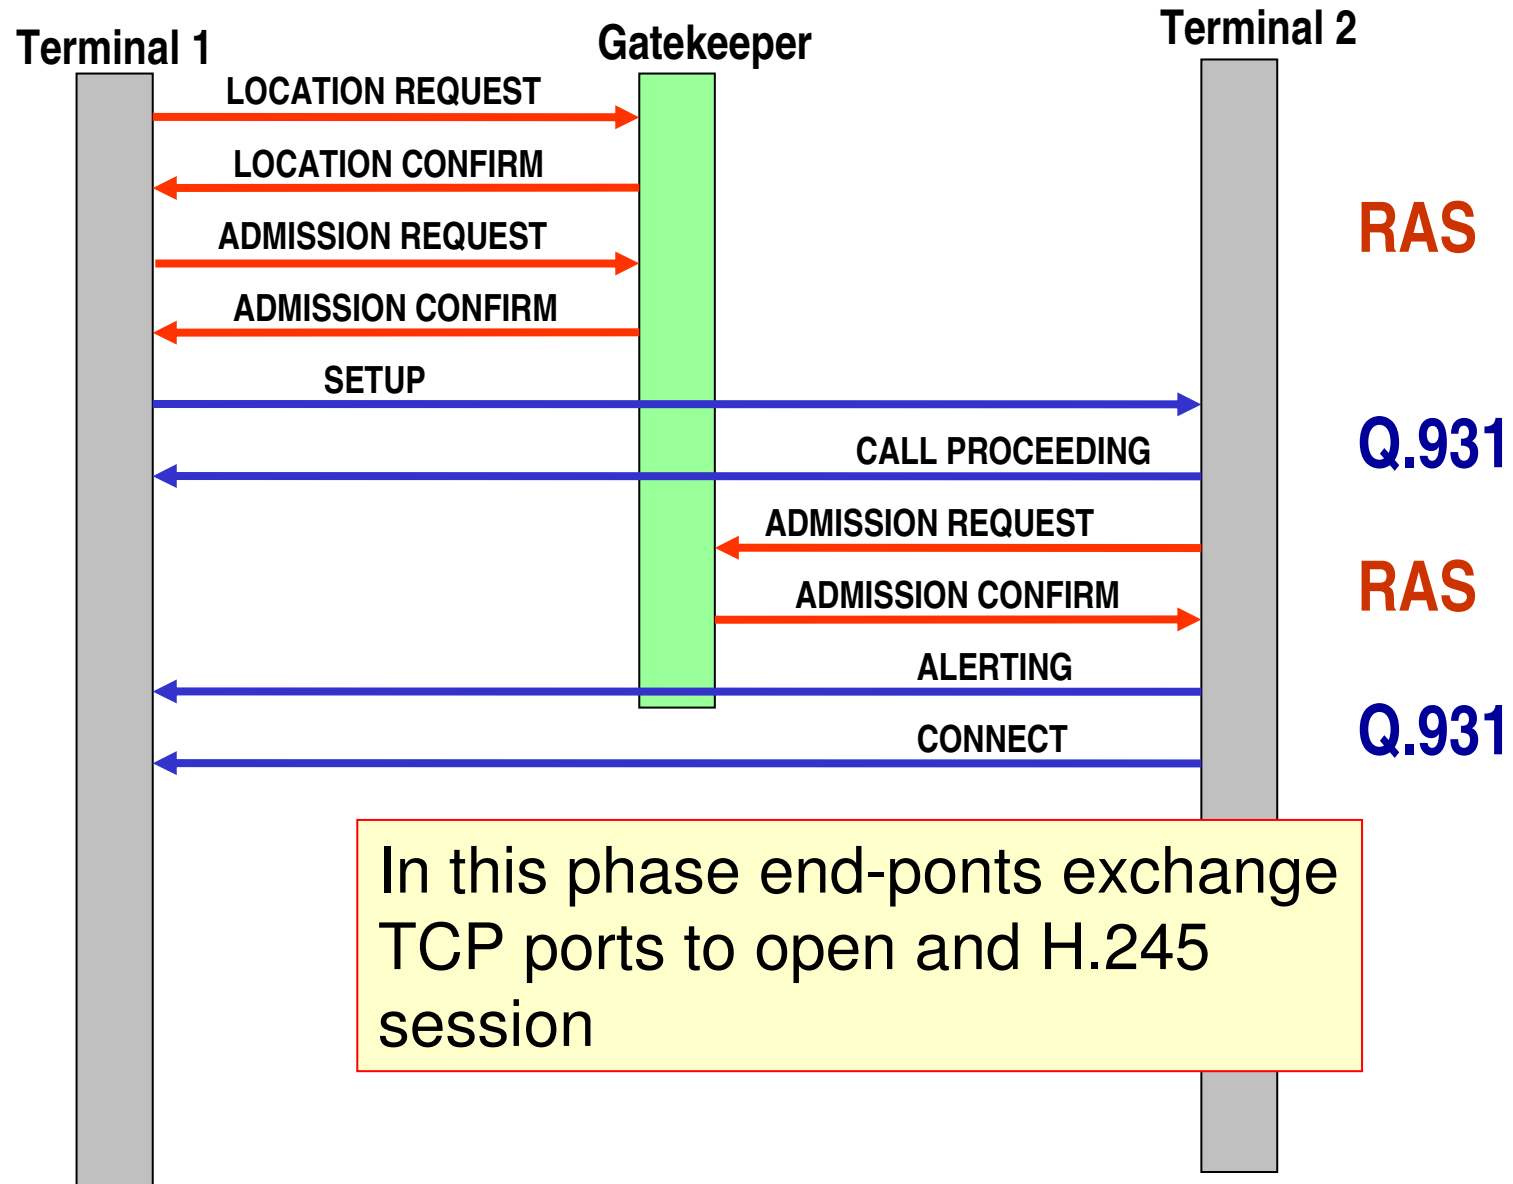 Terminal 1
Gatekeeper
Terminal 2
LOCATION REQUEST
LOCATION CONFIRM
RAS
ADMISSION REQUEST
ADMISSION CONFIRM
SETUP
CALL PROCEEDING
Q.931
ADMISSION REQUEST
ADMISSION CONFIRM
RAS
ALERTING
CONNECT
Q.931
In this phase end-ponts exchange
TCP ports to open and H.245
session